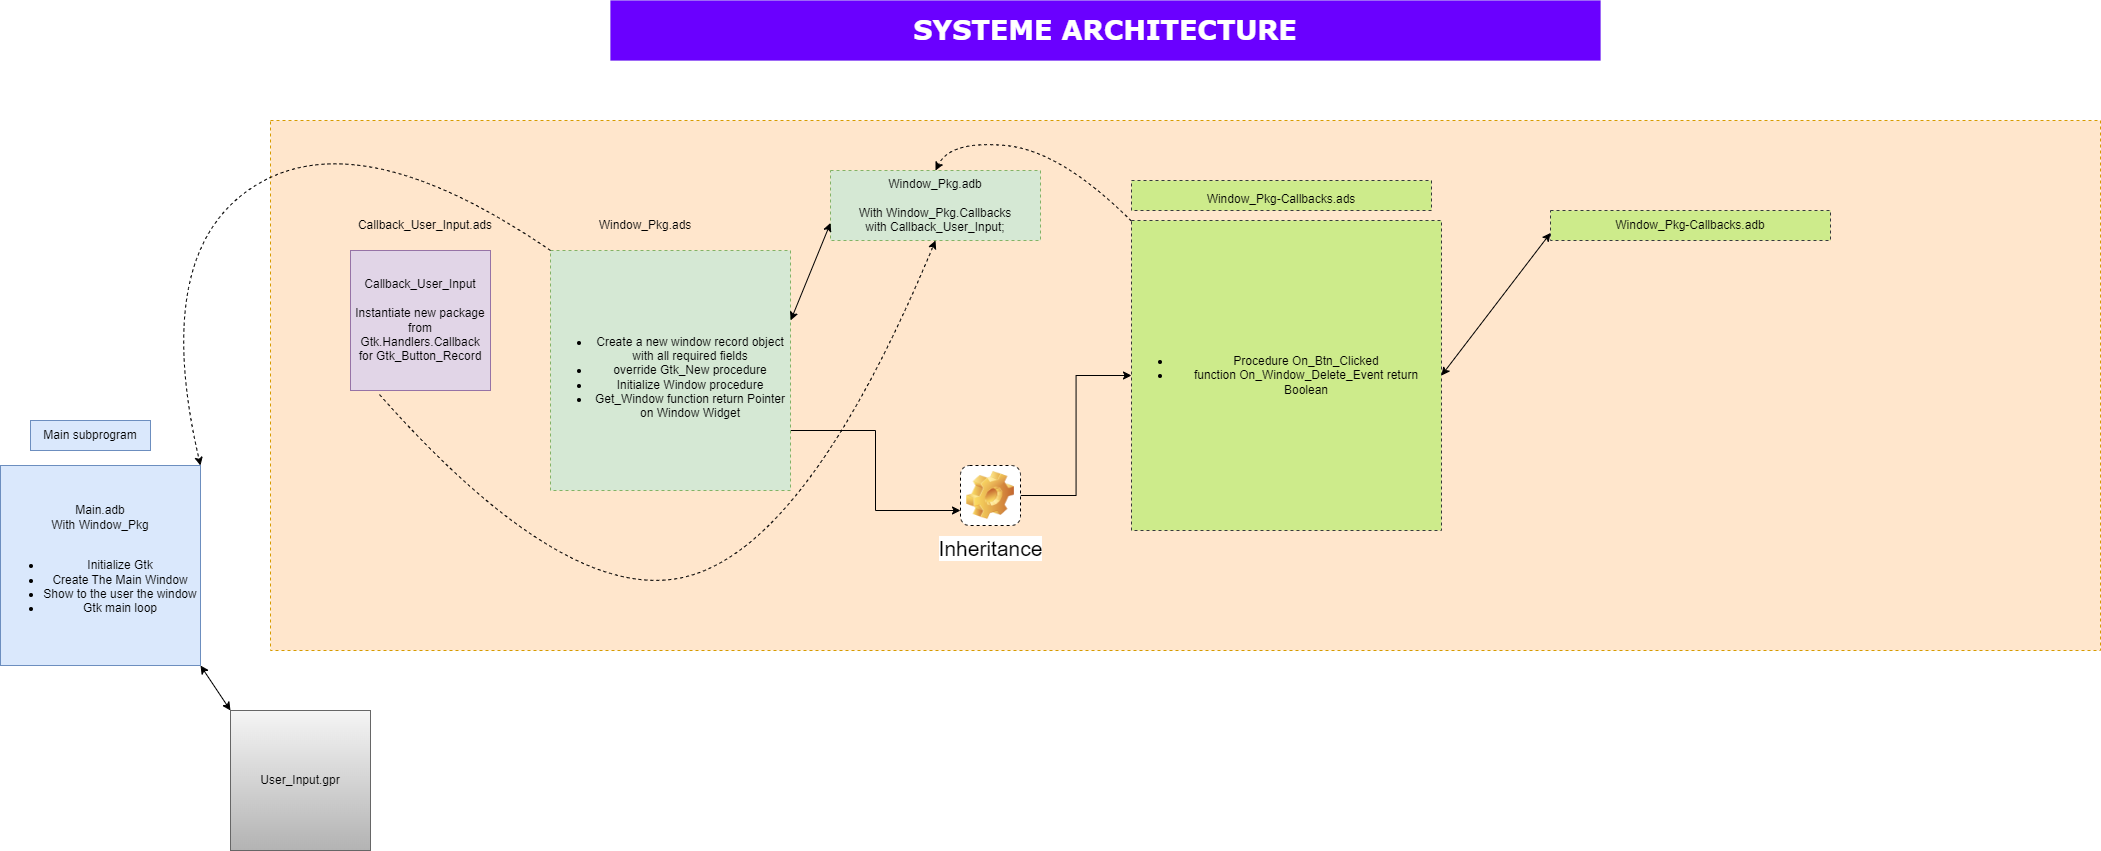 SYSTEME ARCHITECTURE
Window_Pkg.adb
With Window_Pkg.Callbacks
with Callback_User_Input;
Window_Pkg-Callbacks.ads
Window_Pkg-Callbacks.adb
Callback_User_Input.ads
Window_Pkg.ads
Callback_User_Input
Instantiate new package
from
Gtk.Handlers.Callback
for Gtk_Button_Record
Create a new window record object
with all required fields
override Gtk_New procedure
Initialize Window procedure
Get_Window function return Pointer
on Window Widget
Procedure On_Btn_Clicked
function On_Window_Delete_Event return
Boolean
Inheritance
Main subprogram
Main.adb
With Window_Pkg
Initialize Gtk
Create The Main Window
Show to the user the window
Gtk main loop
User_Input.gpr